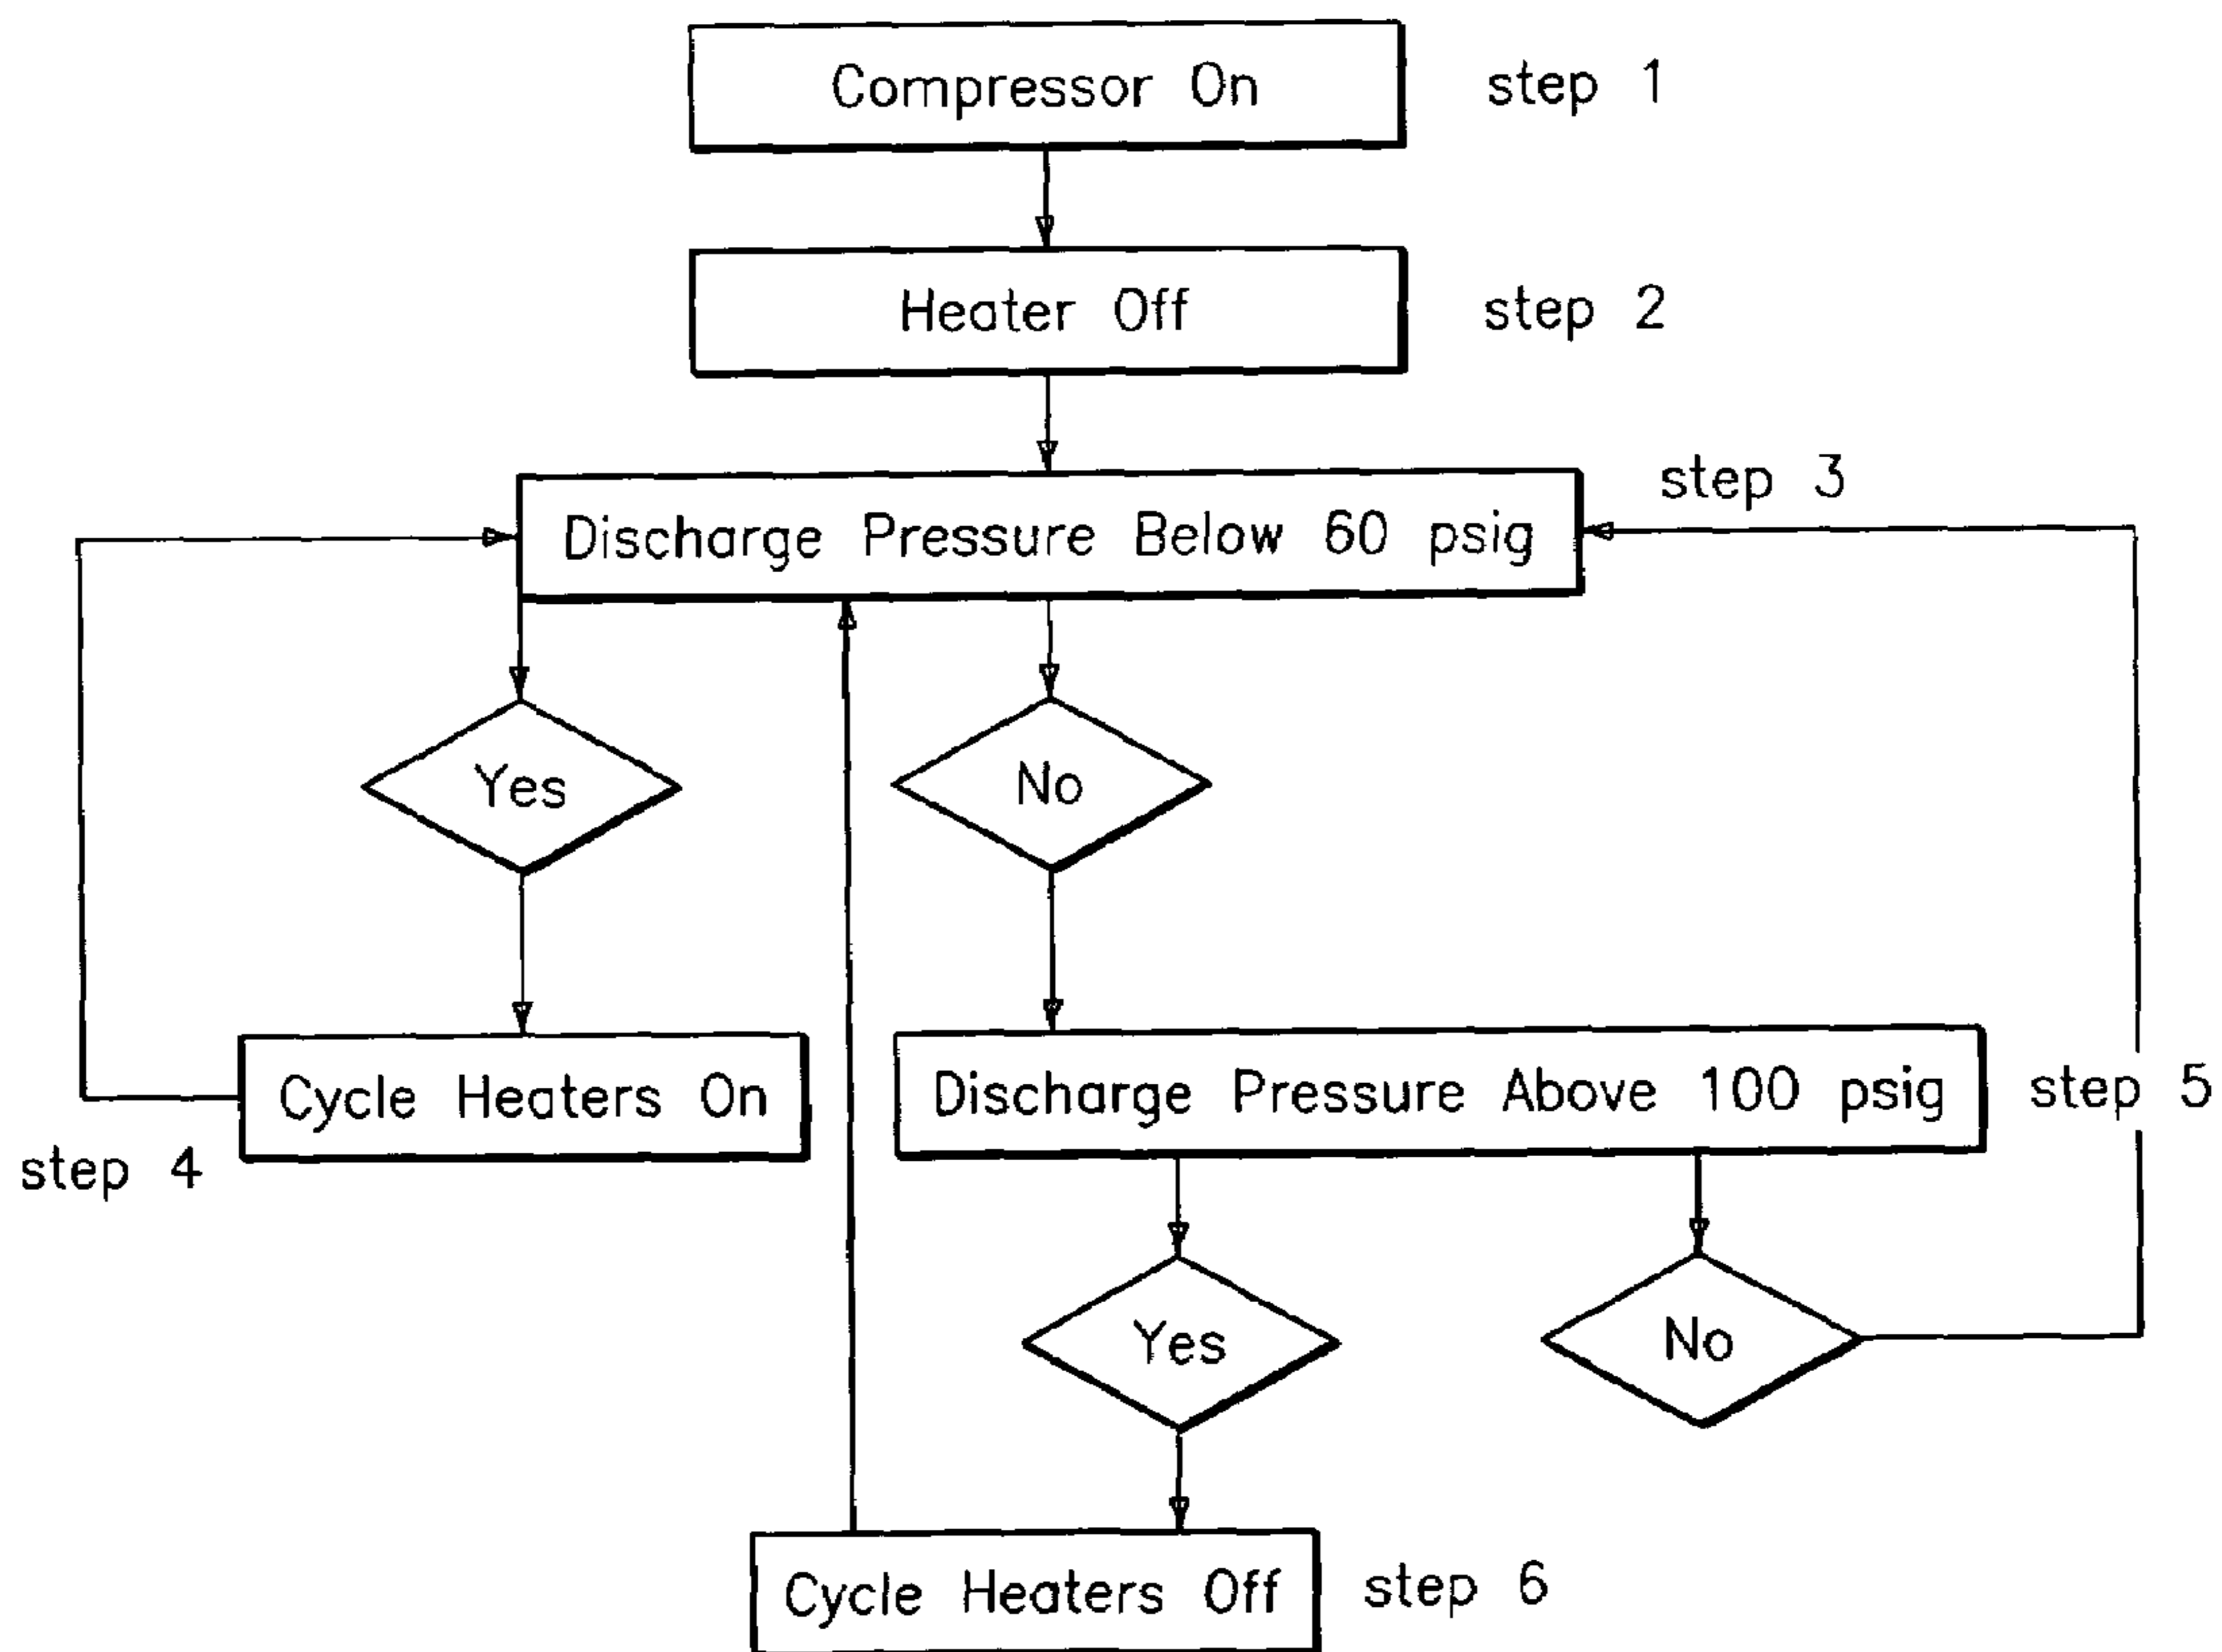 Compressor On
step 1
Heater Off
step 2
step 3
Discharge Pressure Below 60 psig
Yes
No
Cycle Heaters On
Discharge Pressure Above 100 psig
step 5
step 4
Yes
No
Cycle Heaters Off
step 6